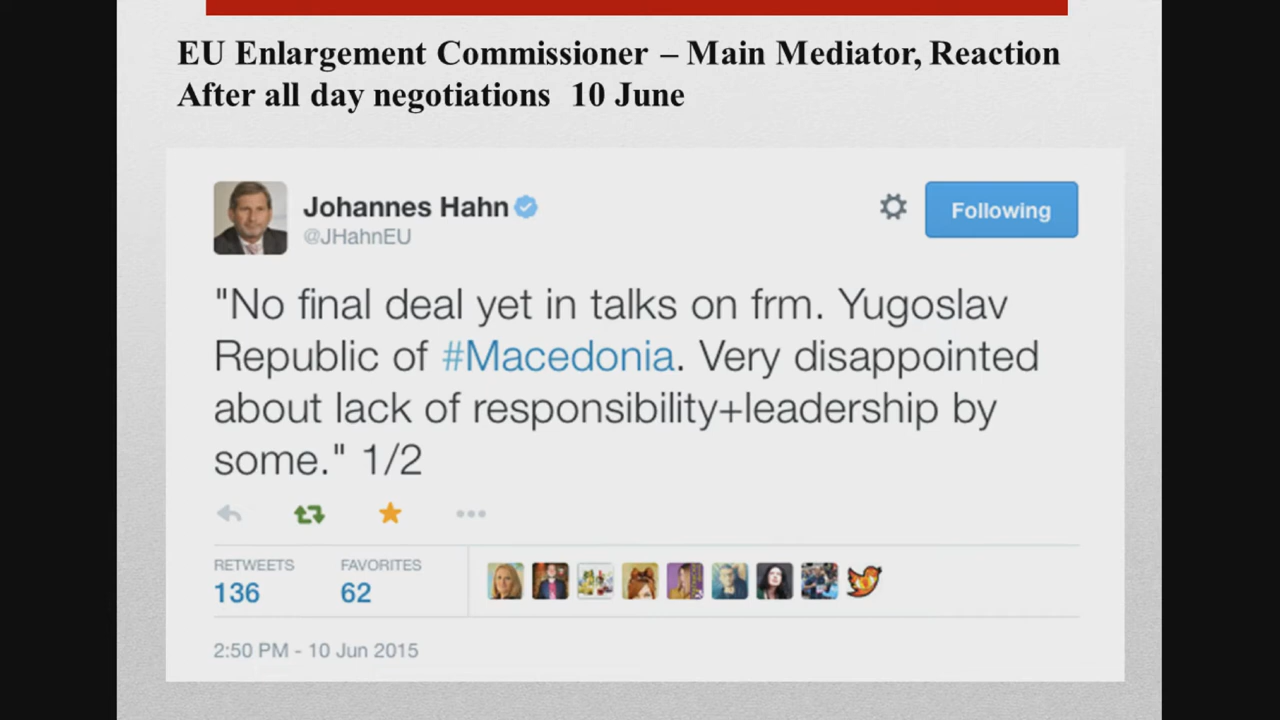 EU Enlargement Commissioner – Main Mediator, Reaction
After all day negotiations 10 June
Johannes Hahn
@JHahnEU
Following
"No final deal yet in talks on frm. Yugoslav
Republic of #Macedonia. Very disappointed
about lack of responsibility+leadership by
some." 1/2
RETWEETS FAVORITES
136 62
2:50 PM - 10 Jun 2015